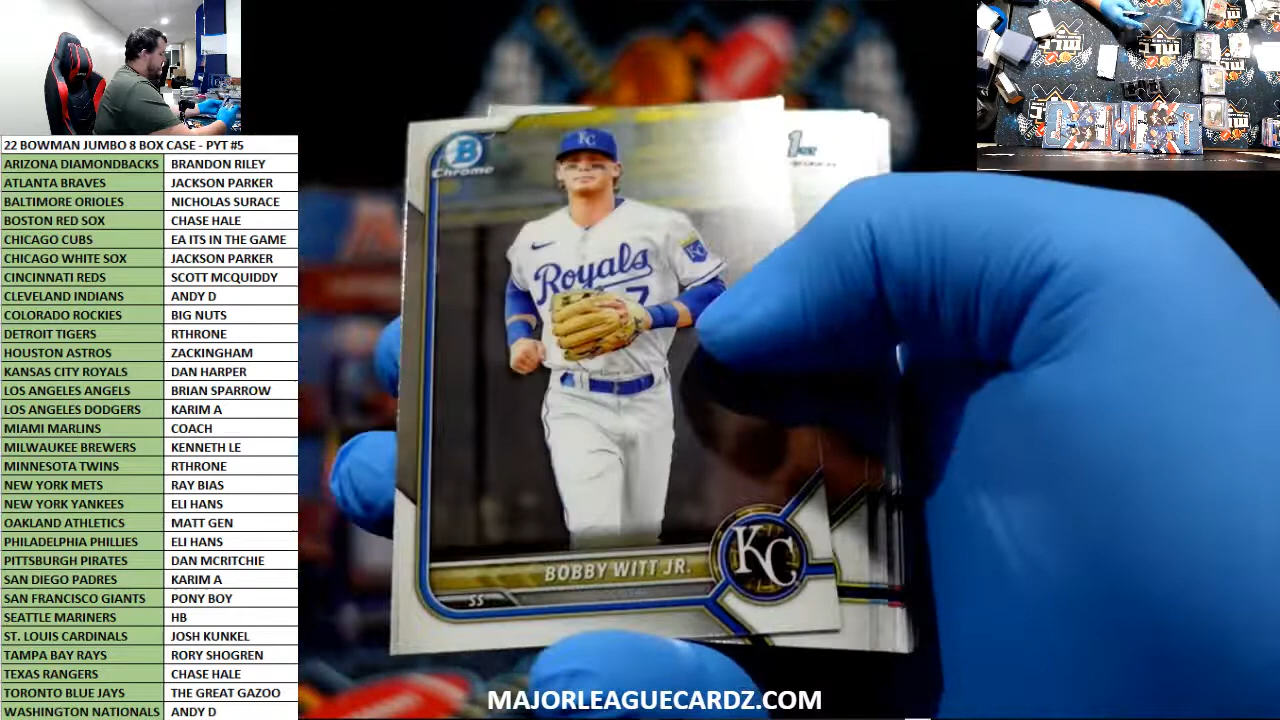 22 BOWMAN JUMBO 8 BOX CASE - PYT #5
ARIZONA DIAMONDBACKS BRANDON RILEY
ATLANTA BRAVES JACKSON PARKER
BALTIMORE ORIOLES NICHOLAS SURACE
BOSTON RED SOX CHASE HALE
CHICAGO CUBS EA ITS IN THE GAME
CHICAGO WHITE SOX JACKSON PARKER
CINCINNATI REDS SCOTT MCQUIDDY
CLEVELAND INDIANS ANDY D
COLORADO ROCKIES BIG NUTS
DETROIT TIGERS RTHRONE
HOUSTON ASTROS ZACKINGHAM
KANSAS CITY ROYALS DAN HARPER
LOS ANGELES ANGELS BRIAN SPARROW
LOS ANGELES DODGERS KARIM A
MIAMI MARLINS COACH
MILWAUKEE BREWERS KENNETH LE
MINNESOTA TWINS RTHRONE
NEW YORK METS RAY BIAS
NEW YORK YANKEES ELI HANS
OAKLAND ATHLETICS MATT GEN
PHILADELPHIA PHILLIES ELI HANS
PITTSBURGH PIRATES DAN MCRITCHIE
SAN DIEGO PADRES KARIM A
SAN FRANCISCO GIANTS PONY BOY
SEATTLE MARINERS HB
ST. LOUIS CARDINALS JOSH KUNKEL
TAMPA BAY RAYS RORY SHOGREN
TEXAS RANGERS CHASE HALE
TORONTO BLUE JAYS THE GREAT GAZOO
WASHINGTON NATIONALS ANDY D
B
Chrome
1st
KC
Royals
7
KC
KC
BOBBY WITT JR.
SS
MAJORLEAGUECARDZ.COM